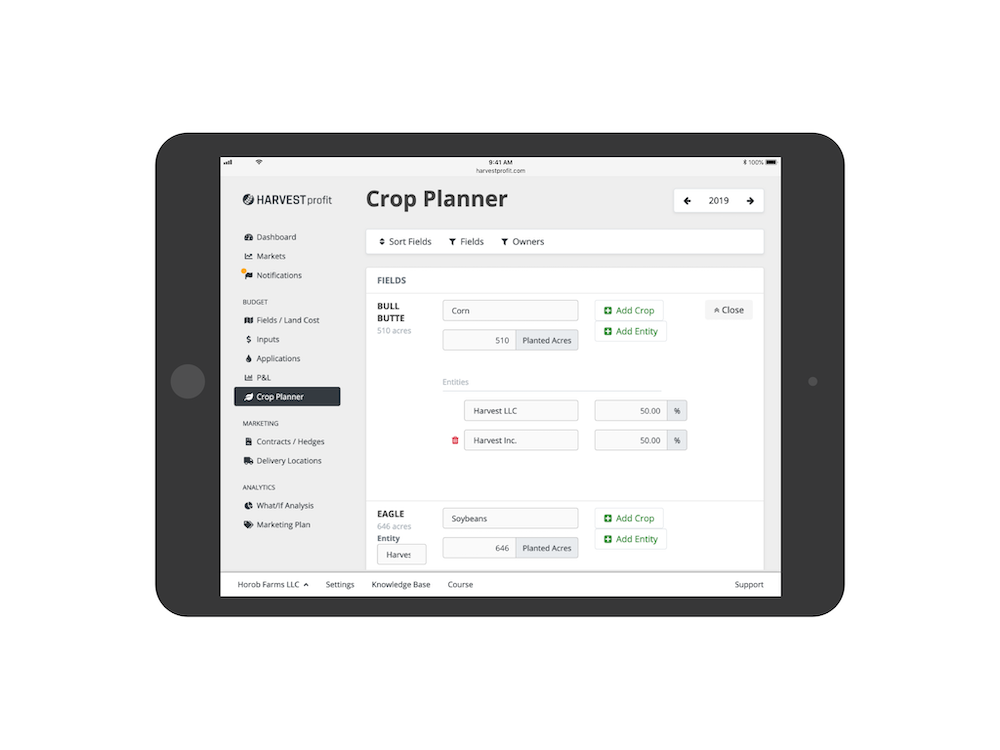 9:41 AM
100%
harvestprofit.com
HARVESTprofit
Dashboard
Markets
Notifications
BUDGET
Fields / Land Cost
Inputs
Applications
P&L
Crop Planner
MARKETING
Contracts / Hedges
Delivery Locations
ANALYTICS
What/If Analysis
Marketing Plan
Crop Planner
2019
Sort Fields Fields Owners
FIELDS
BULL
BUTTE
510 acres
Corn
Add Crop
Close
510 Planted Acres
Add Entity
Entities
Harvest LLC 50.00 %
Harvest Inc. 50.00 %
EAGLE
646 acres
Entity
Harves
Soybeans
Add Crop
646 Planted Acres
Add Entity
Horob Farms LLC Settings Knowledge Base Course Support